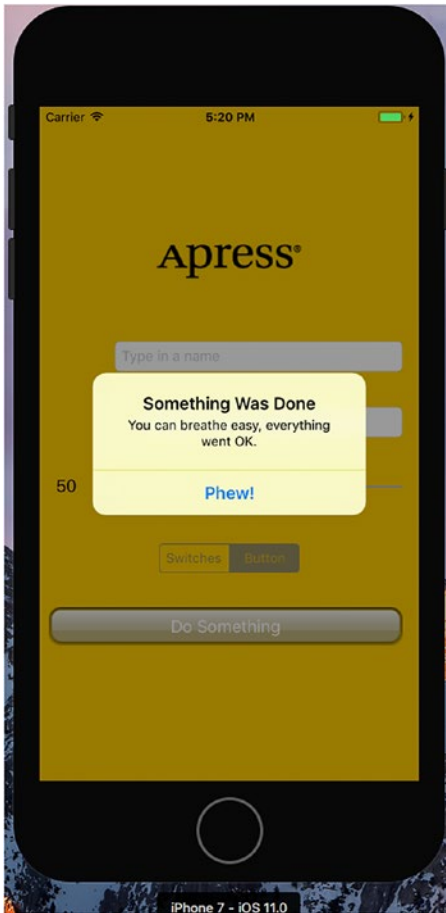 Carrier
5:20 PM
Apress®
Type in a name
Something Was Done
You can breathe easy, everything
went OK.
50
Phew!
Switches Button
Do Something
iPhone 7 - iOS 11.0